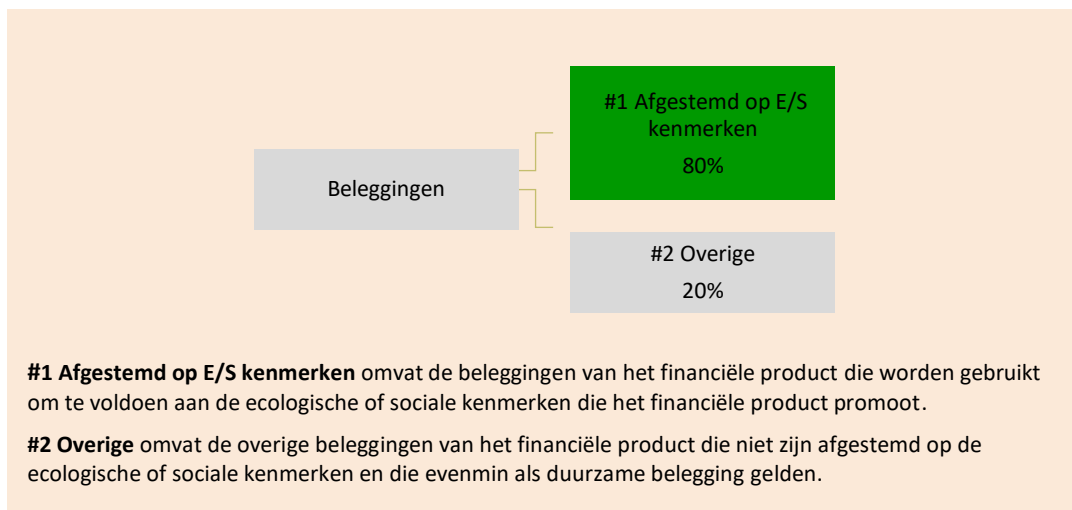 #1 Afgestemd op E/S
kenmerken
80%
Beleggingen
#2 Overige
20%
#1 Afgestemd op E/S kenmerken omvat de beleggingen van het financiële product die worden gebruikt
om te voldoen aan de ecologische of sociale kenmerken die het financiële product promoot.
#2 Overige omvat de overige beleggingen van het financiële product die niet zijn afgestemd op de
ecologische of sociale kenmerken en die evenmin als duurzame belegging gelden.